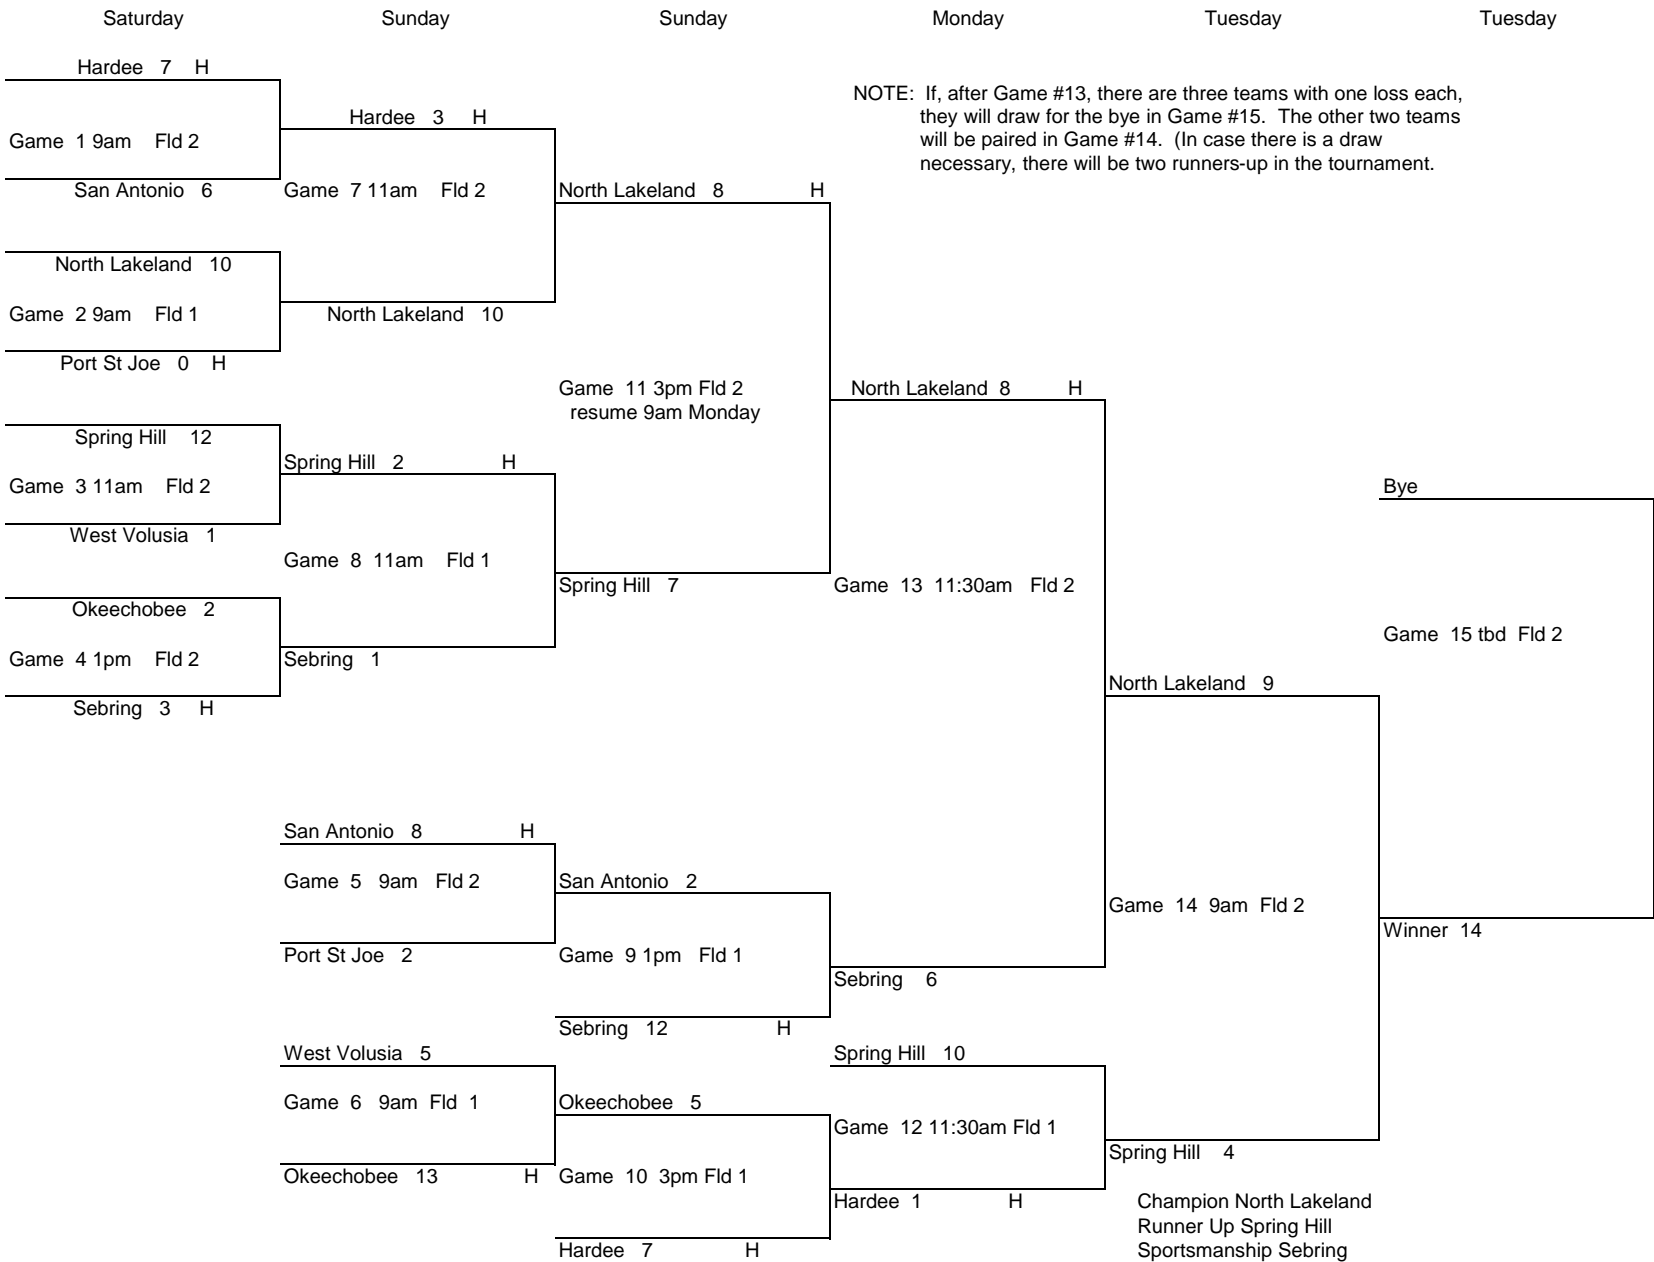 Saturday Sunday Sunday Monday Tuesday Tuesday
Hardee 7 H
Game 1 9am Fld 2
San Antonio 6
North Lakeland 10
Game 2 9am Fld 1
Port St Joe 0 H
Spring Hill 12
Game 3 11am Fld 2
West Volusia 1
Okeechobee 2
Game 4 1pm Fld 2
Sebring 3 H
Hardee 3 H
Game 7 11am Fld 2
North Lakeland 10
Spring Hill 2 H
Game 8 11am Fld 1
Sebring 1
San Antonio 8 H
Game 5 9am Fld 2
Port St Joe 2
West Volusia 5
Game 6 9am Fld 1
Okeechobee 13 H
North Lakeland 8 H
Game 11 3pm Fld 2
resume 9am Monday
Spring Hill 7
San Antonio 2
Game 9 1pm Fld 1
Sebring 12 H
Okeechobee 5
Game 10 3pm Fld 1
Hardee 7 H
NOTE: If, after Game #13, there are three teams with one loss each,
they will draw for the bye in Game #15. The other two teams
will be paired in Game #14. (In case there is a draw
necessary, there will be two runners-up in the tournament.
North Lakeland 8 H
Game 13 11:30am Fld 2
Sebring 6
Spring Hill 10
Game 12 11:30am Fld 1
Hardee 1 H
North Lakeland 9
Game 14 9am Fld 2
Spring Hill 4
Bye
Game 15 tbd Fld 2
Winner 14
Champion North Lakeland
Runner Up Spring Hill
Sportsmanship Sebring